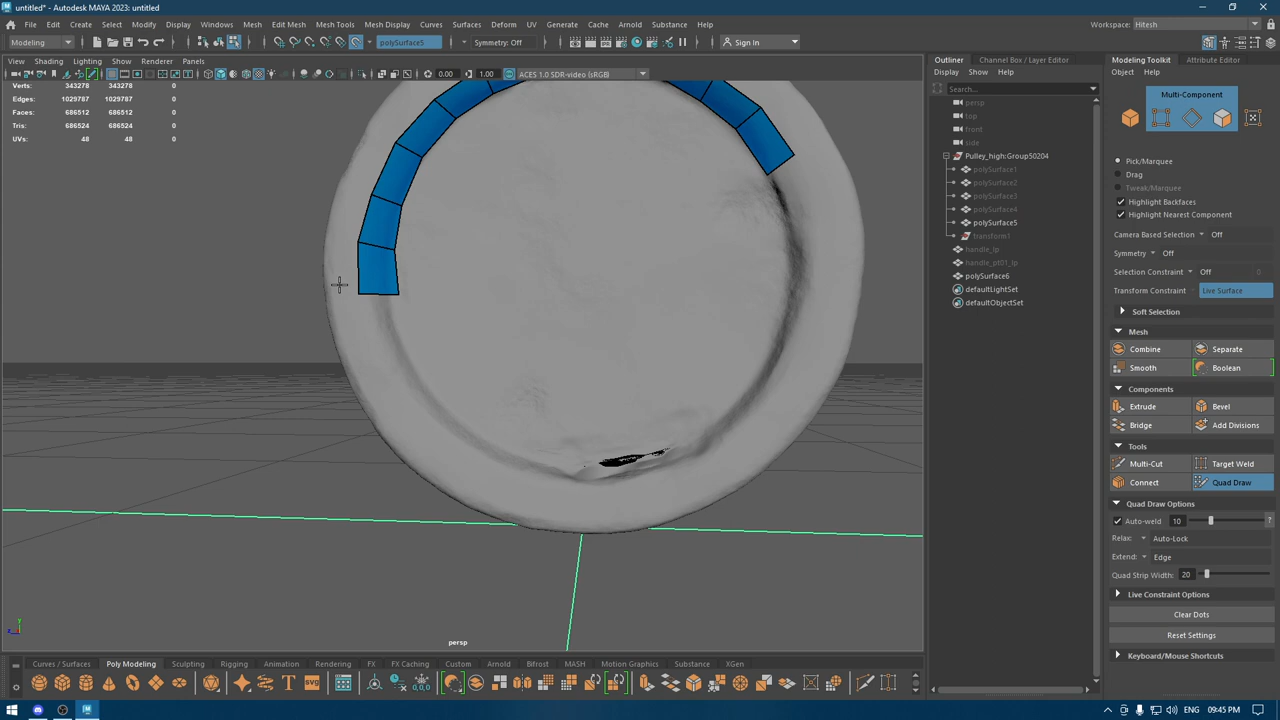 untitled* - Autodesk MAYA 2023: untitled
File Edit Create Select Modify Display Windows Mesh Edit Mesh Mesh Tools Mesh Display Curves Surfaces Deform UV Generate Cache Arnold Substance Help
Workspace: Hitesh
Modeling polySurface5 Symmetry: Off Sign In
View Shading Lighting Show Renderer Panels
0.00 1.00 ACES 1.0 SDR-video (sRGB)
Verts: 343278 343278 0
Edges: 1029787 1029787 0
Faces: 686512 686512 0
Tris: 686524 686524 0
UVs: 48 48 0
persp
Outliner Channel Box / Layer Editor
Display Show Help
Search...
persp
top
front
side
Pulley_high:Group50204
polySurface1
polySurface2
polySurface3
polySurface4
polySurface5
transform1
handle_lp
handle_pt01_lp
polySurface6
defaultLightSet
defaultObjectSet
Modeling Toolkit Attribute Editor
Object Help
Multi-Component
Pick/Marquee
Drag
Tweak/Marquee
Highlight Backfaces
Highlight Nearest Component
Camera Based Selection Off
Symmetry Off
Selection Constraint Off 0
Transform Constraint Live Surface
Soft Selection
Mesh
Combine Separate
Smooth Boolean
Components
Extrude Bevel
Bridge Add Divisions
Tools
Multi-Cut Target Weld
Connect Quad Draw
Quad Draw Options
Auto-weld 10 ?
Relax: Auto-Lock
Extend: Edge
Quad Strip Width: 20
Live Constraint Options
Clear Dots
Reset Settings
Keyboard/Mouse Shortcuts
Curves / Surfaces Poly Modeling Sculpting Rigging Animation Rendering FX FX Caching Custom Arnold Bifrost MASH Motion Graphics Substance XGen
ENG 09:45 PM